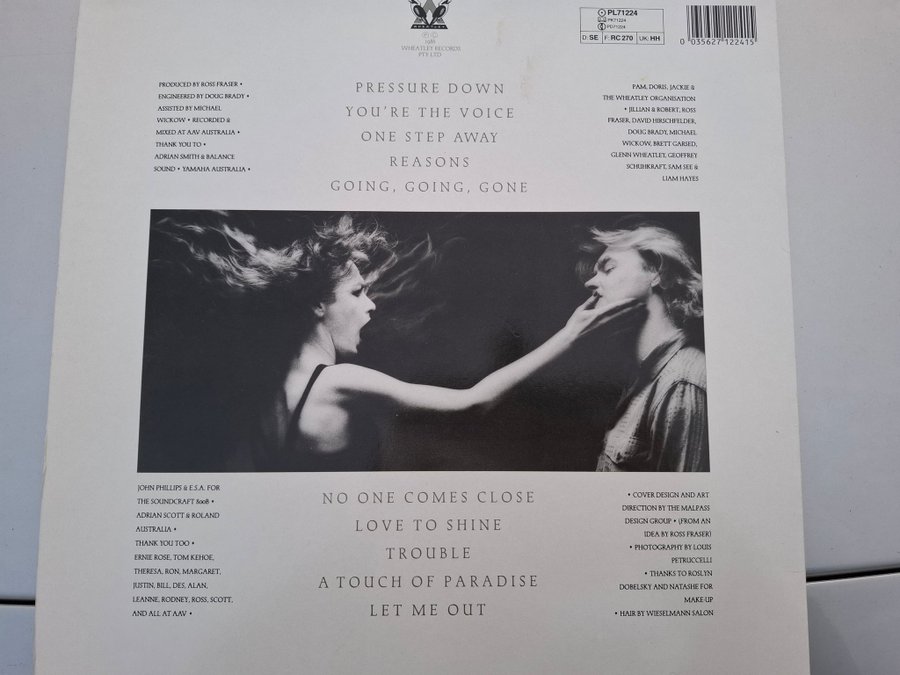 ℗ ©
1986
WHEATLEY RECORDS
PTY LTD
PL71224
PK71224
PD71224
D: SE F: RC 270 UK: HH
0 035627 122415
PRODUCED BY ROSS FRASER •
ENGINEERED BY DOUG BRADY •
ASSISTED BY MICHAEL
WICKOW • RECORDED &
MIXED AT AAV AUSTRALIA •
THANK YOU TO •
ADRIAN SMITH & BALANCE
SOUND • YAMAHA AUSTRALIA •
PRESSURE DOWN
YOU'RE THE VOICE
ONE STEP AWAY
REASONS
GOING, GOING, GONE
PAM, DORIS, JACKIE &
THE WHEATLEY ORGANISATION
• JILLIAN & ROBERT, ROSS
FRASER, DAVID HIRSCHFELDER,
DOUG BRADY, MICHAEL
WICKOW, BRETT GARSED,
GLENN WHEATLEY, GEOFFREY
SCHUHKRAFT, SAM SEE &
LIAM HAYES
JOHN PHILLIPS & E.S.A. FOR
THE SOUNDCRAFT 800B •
ADRIAN SCOTT & ROLAND
AUSTRALIA •
THANK YOU TOO •
ERNIE ROSE, TOM KEHOE,
THERESA, RON, MARGARET,
JUSTIN, BILL, DES, ALAN,
LEANNE, RODNEY, ROSS, SCOTT,
AND ALL AT AAV •
NO ONE COMES CLOSE
LOVE TO SHINE
TROUBLE
A TOUCH OF PARADISE
LET ME OUT
• COVER DESIGN AND ART
DIRECTION BY THE MALPASS
DESIGN GROUP • (FROM AN
IDEA BY ROSS FRASER)
• PHOTOGRAPHY BY LOUIS
PETRUCCELLI
• THANKS TO ROSLYN
DOBELSKY AND NATASHE FOR
MAKE-UP
• HAIR BY WIESELMANN SALON